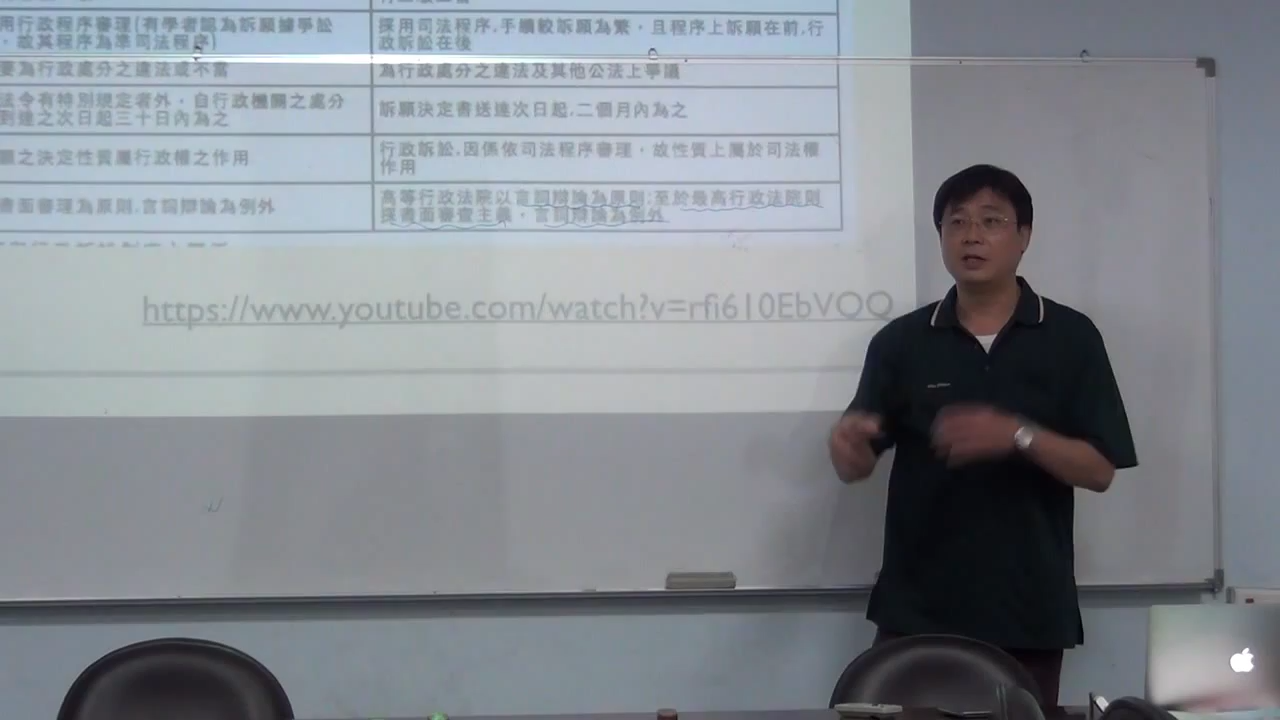 用行政程序審理(有學者認為訴願據爭訟
，故其程序為準司法程序)
採用司法程序,手續較訴願為繁，且程序上訴願在前,行
政訴訟在後
要為行政處分之違法或不當
為行政處分之違法及其他公法上爭議
法令有特別規定者外，自行政機關之處分
到達之次日起三十日內為之
訴願決定書送達次日起,二個月內為之
願之決定性質屬行政權之作用
行政訴訟,因係依司法程序審理，故性質上屬於司法權
作用
書面審理為原則,言詞辯論為例外
高等行政法院以言詞辯論為原則;至於最高行政法院則
採書面審查主義，言詞辯論為例外
https://www.youtube.com/watch?v=rfi610EbVOQ